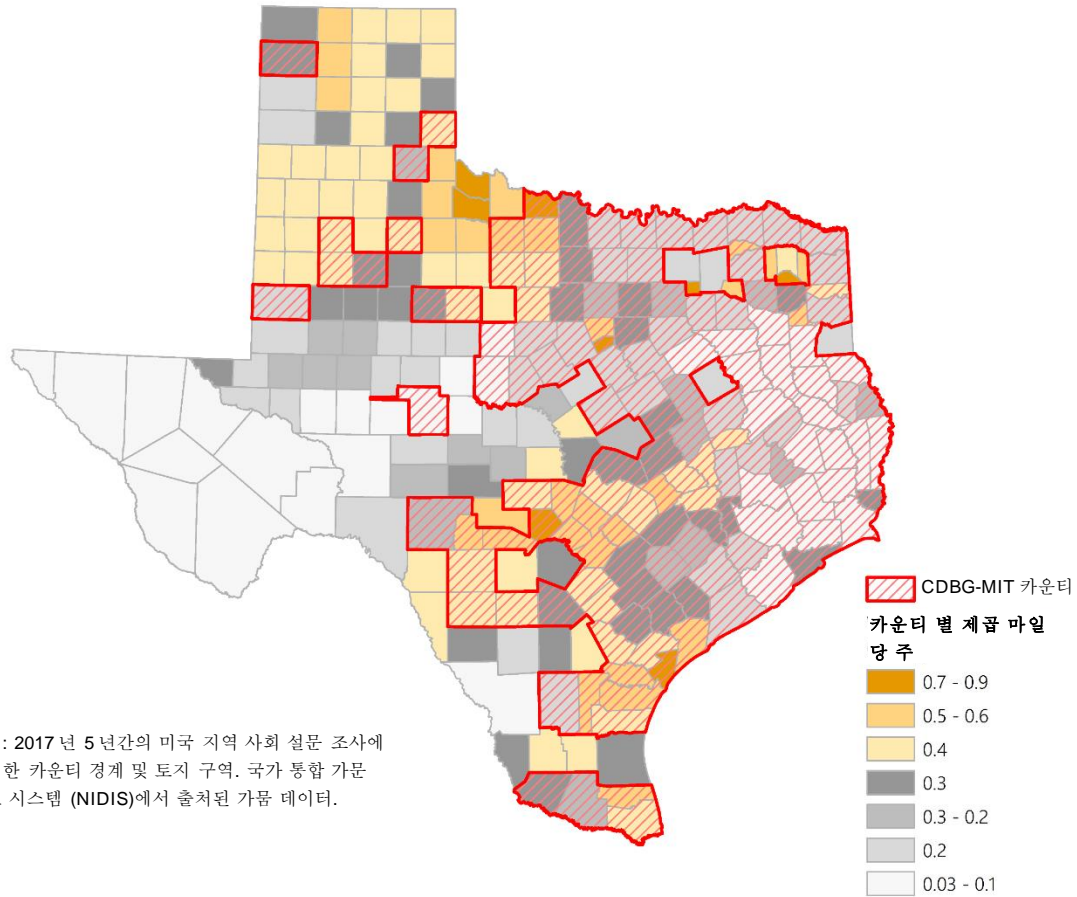 CDBG-MIT 카운티
카운티 별 제곱 마일
당 주
0.7 - 0.9
0.5 - 0.6
0.4
0.3
0.3 - 0.2
0.2
0.03 - 0.1
: 2017 년 5 년간의 미국 지역 사회 설문 조사에
한 카운티 경계 및 토지 구역. 국가 통합 가문
시스템 (NIDIS)에서 출처된 가뭄 데이터.